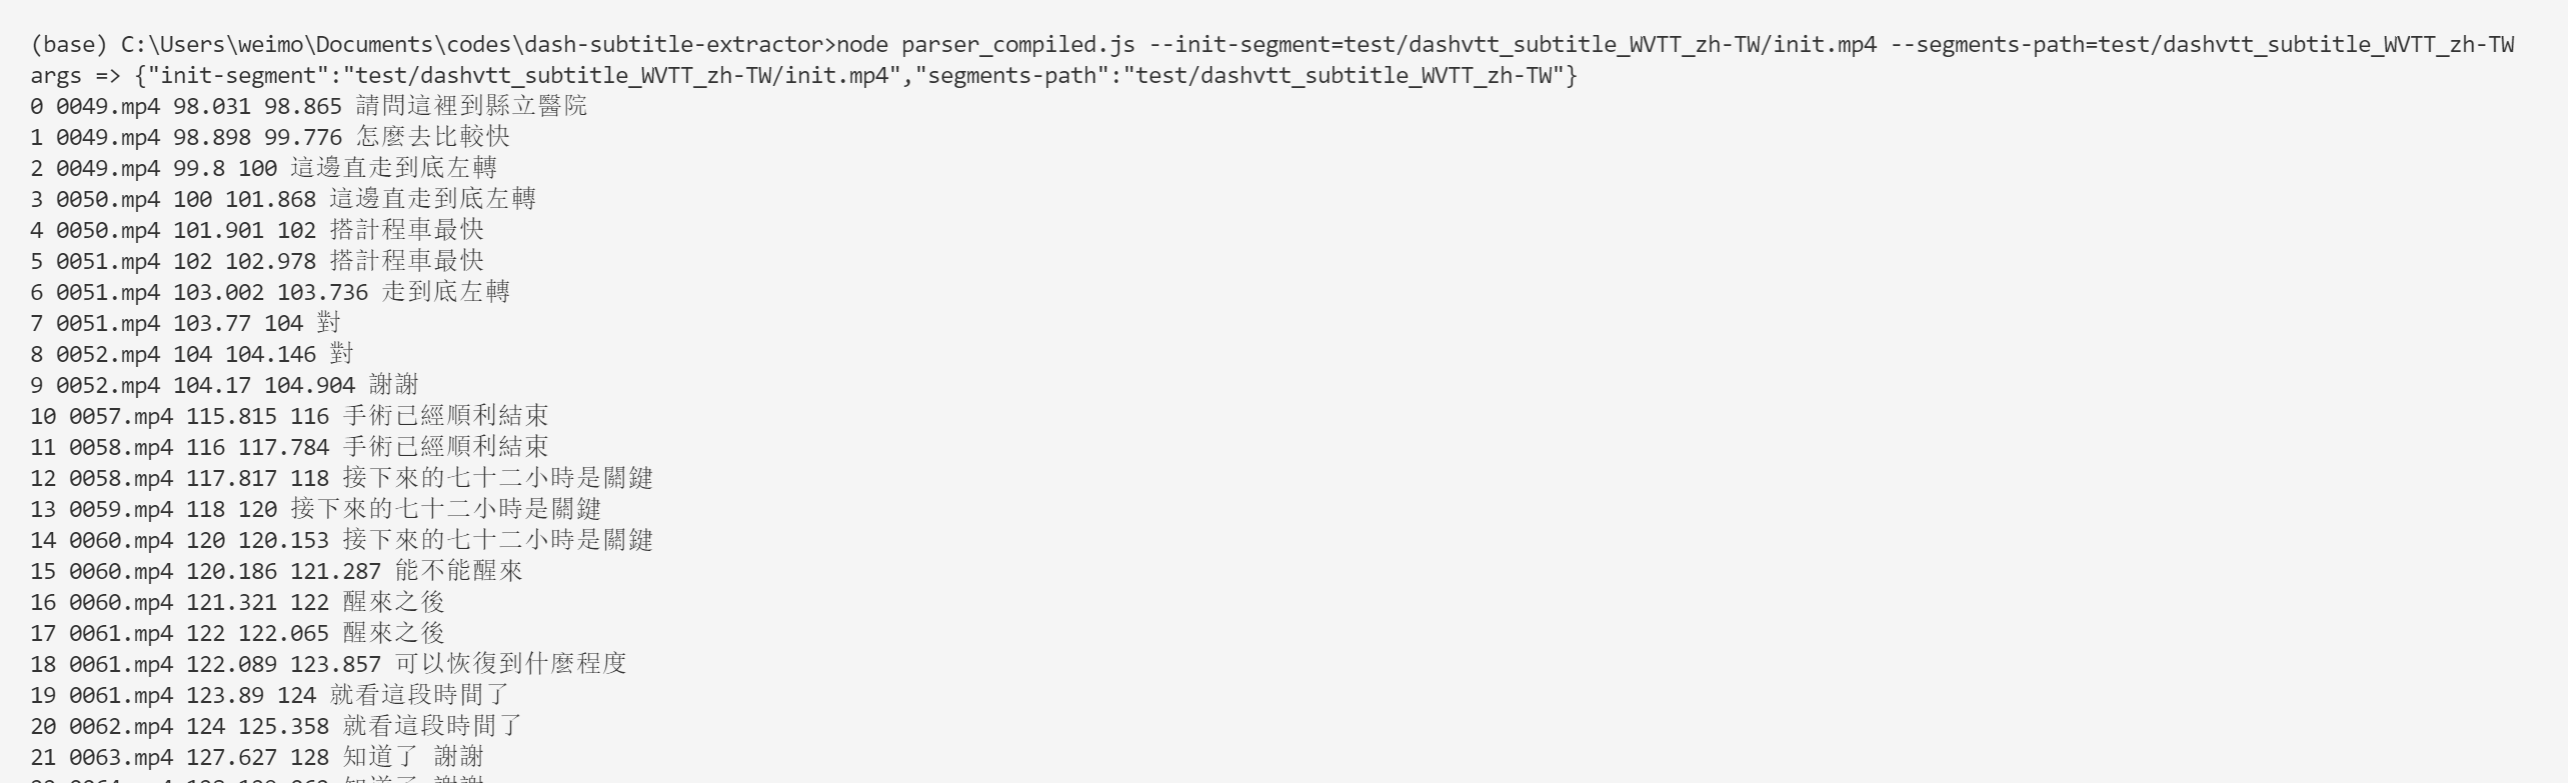 (base) C:\Users\weimo\Documents\codes\dash-subtitle-extractor>node parser_compiled.js --init-segment=test/dashvtt_subtitle_WVTT_zh-TW/init.mp4 --segments-path=test/dashvtt_subtitle_WVTT_zh-TW
args => {"init-segment":"test/dashvtt_subtitle_WVTT_zh-TW/init.mp4","segments-path":"test/dashvtt_subtitle_WVTT_zh-TW"}
0 0049.mp4 98.031 98.865 請問這裡到縣立醫院
1 0049.mp4 98.898 99.776 怎麼去比較快
2 0049.mp4 99.8 100 這邊直走到底左轉
3 0050.mp4 100 101.868 這邊直走到底左轉
4 0050.mp4 101.901 102 搭計程車最快
5 0051.mp4 102 102.978 搭計程車最快
6 0051.mp4 103.002 103.736 走到底左轉
7 0051.mp4 103.77 104 對
8 0052.mp4 104 104.146 對
9 0052.mp4 104.17 104.904 謝謝
10 0057.mp4 115.815 116 手術已經順利結束
11 0058.mp4 116 117.784 手術已經順利結束
12 0058.mp4 117.817 118 接下來的七十二小時是關鍵
13 0059.mp4 118 120 接下來的七十二小時是關鍵
14 0060.mp4 120 120.153 接下來的七十二小時是關鍵
15 0060.mp4 120.186 121.287 能不能醒來
16 0060.mp4 121.321 122 醒來之後
17 0061.mp4 122 122.065 醒來之後
18 0061.mp4 122.089 123.857 可以恢復到什麼程度
19 0061.mp4 123.89 124 就看這段時間了
20 0062.mp4 124 125.358 就看這段時間了
21 0063.mp4 127.627 128 知道了 謝謝